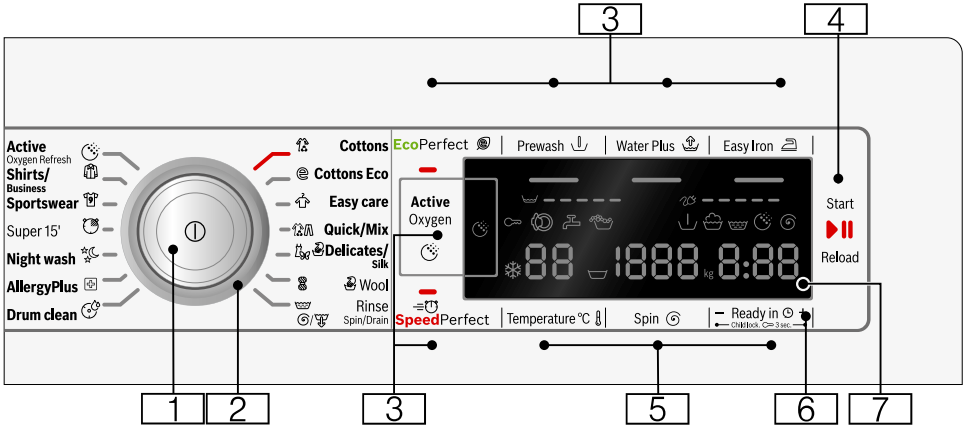 3
4
Active
Oxygen Refresh
Shirts/
Business
Sportswear
Super 15'
Night wash
AllergyPlus
Drum clean
Cottons
Cottons Eco
Easy care
Quick/Mix
Delicates/
Silk
Wool
Rinse
Spin/Drain
EcoPerfect
Prewash
Water Plus
Easy Iron
Active
Oxygen
88
1888 kg
8:88
SpeedPerfect
Temperature °C
Spin
− Ready in +
Child lock 3 sec.
Start
Reload
1
2
3
5
6
7